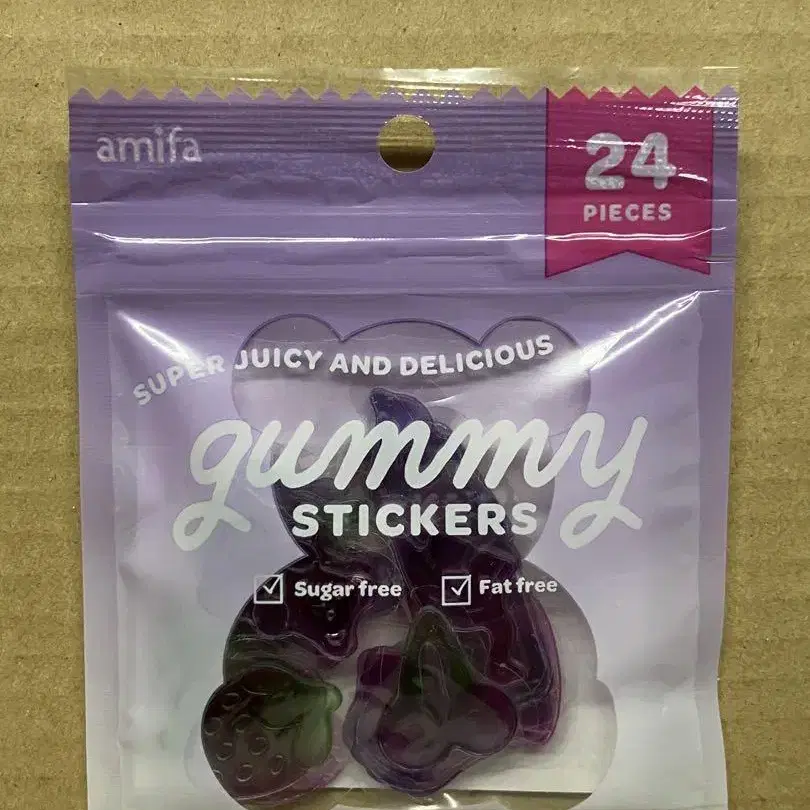 amifa
24
PIECES
SUPER JUICY AND DELICIOUS
gummy
STICKERS
Sugar free
Fat free